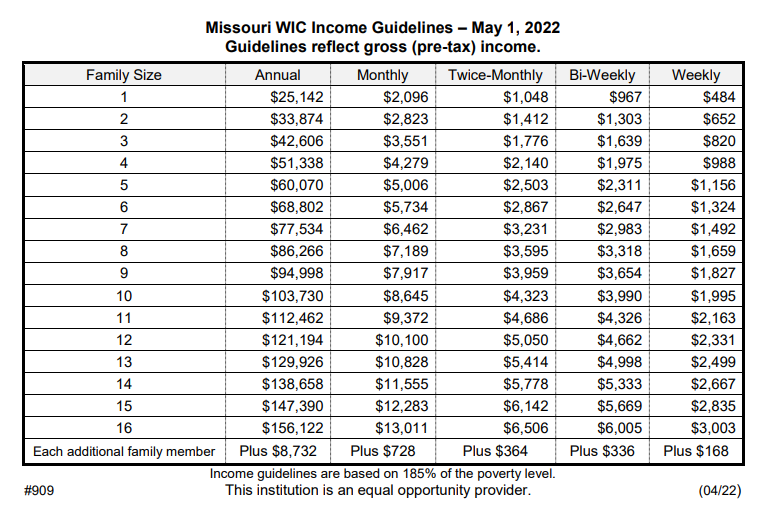 Missouri WIC Income Guidelines – May 1, 2022
Guidelines reflect gross (pre-tax) income.
Family Size Annual Monthly Twice-Monthly Bi-Weekly Weekly
1 $25,142 $2,096 $1,048 $967 $484
2 $33,874 $2,823 $1,412 $1,303 $652
3 $42,606 $3,551 $1,776 $1,639 $820
4 $51,338 $4,279 $2,140 $1,975 $988
5 $60,070 $5,006 $2,503 $2,311 $1,156
6 $68,802 $5,734 $2,867 $2,647 $1,324
7 $77,534 $6,462 $3,231 $2,983 $1,492
8 $86,266 $7,189 $3,595 $3,318 $1,659
9 $94,998 $7,917 $3,959 $3,654 $1,827
10 $103,730 $8,645 $4,323 $3,990 $1,995
11 $112,462 $9,372 $4,686 $4,326 $2,163
12 $121,194 $10,100 $5,050 $4,662 $2,331
13 $129,926 $10,828 $5,414 $4,998 $2,499
14 $138,658 $11,555 $5,778 $5,333 $2,667
15 $147,390 $12,283 $6,142 $5,669 $2,835
16 $156,122 $13,011 $6,506 $6,005 $3,003
Each additional family member Plus $8,732 Plus $728 Plus $364 Plus $336 Plus $168
Income guidelines are based on 185% of the poverty level.
#909 This institution is an equal opportunity provider. (04/22)